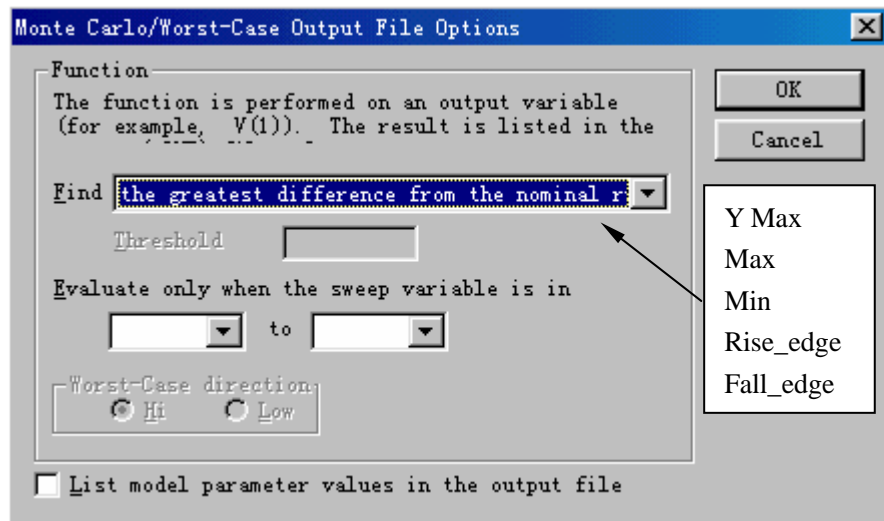 Monte Carlo/Worst-Case Output File Options
Function
The function is performed on an output variable
(for example, V(1)). The result is listed in the
OK
Cancel
Find the greatest difference from the nominal r
Threshold
Evaluate only when the sweep variable is in
to
Worst-Case direction
Hi Low
List model parameter values in the output file
Y Max
Max
Min
Rise_edge
Fall_edge